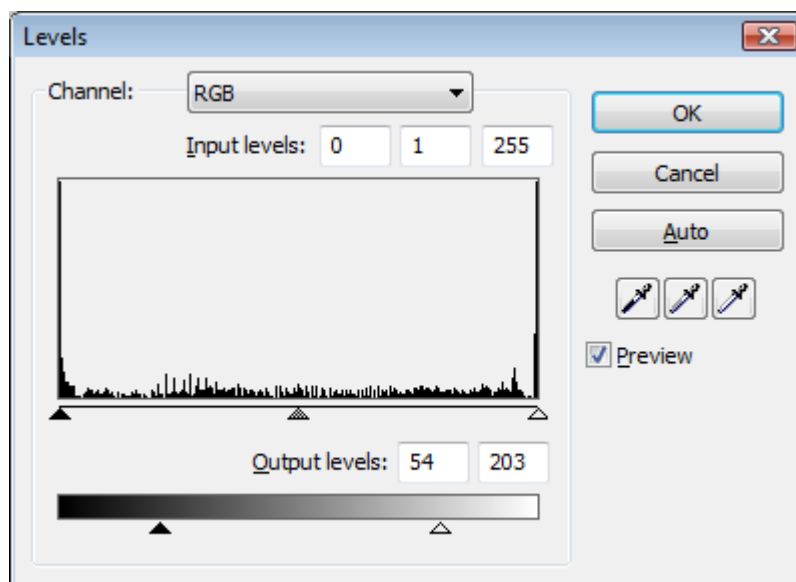 Levels
Channel: RGB
Input levels: 0 1 255
Output levels: 54 203
OK
Cancel
Auto
Preview